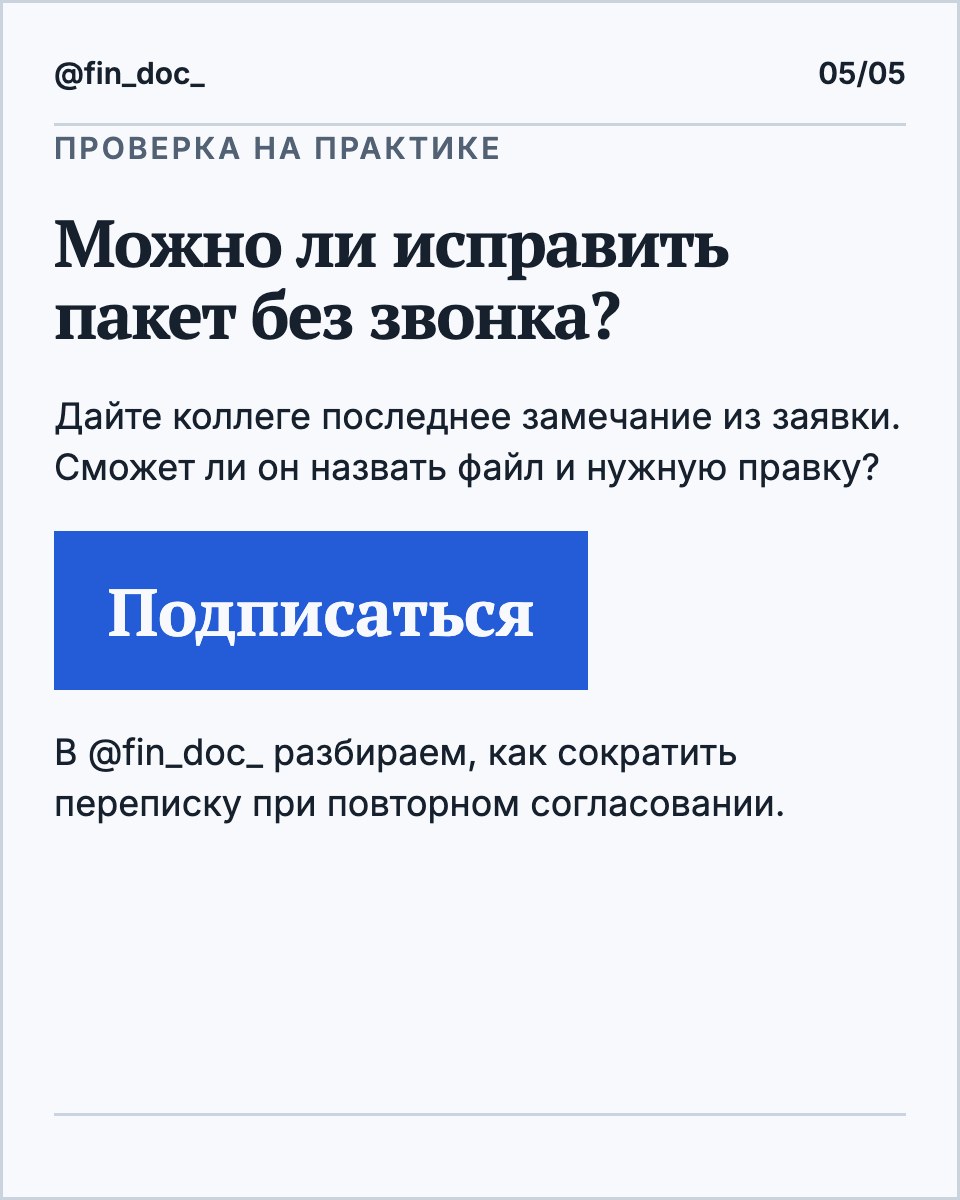 @fin_doc_
05/05
ПРОВЕРКА НА ПРАКТИКЕ
Можно ли исправить
пакет без звонка?
Дайте коллеге последнее замечание из заявки.
Сможет ли он назвать файл и нужную правку?
Подписаться
В @fin_doc_ разбираем, как сократить
переписку при повторном согласовании.